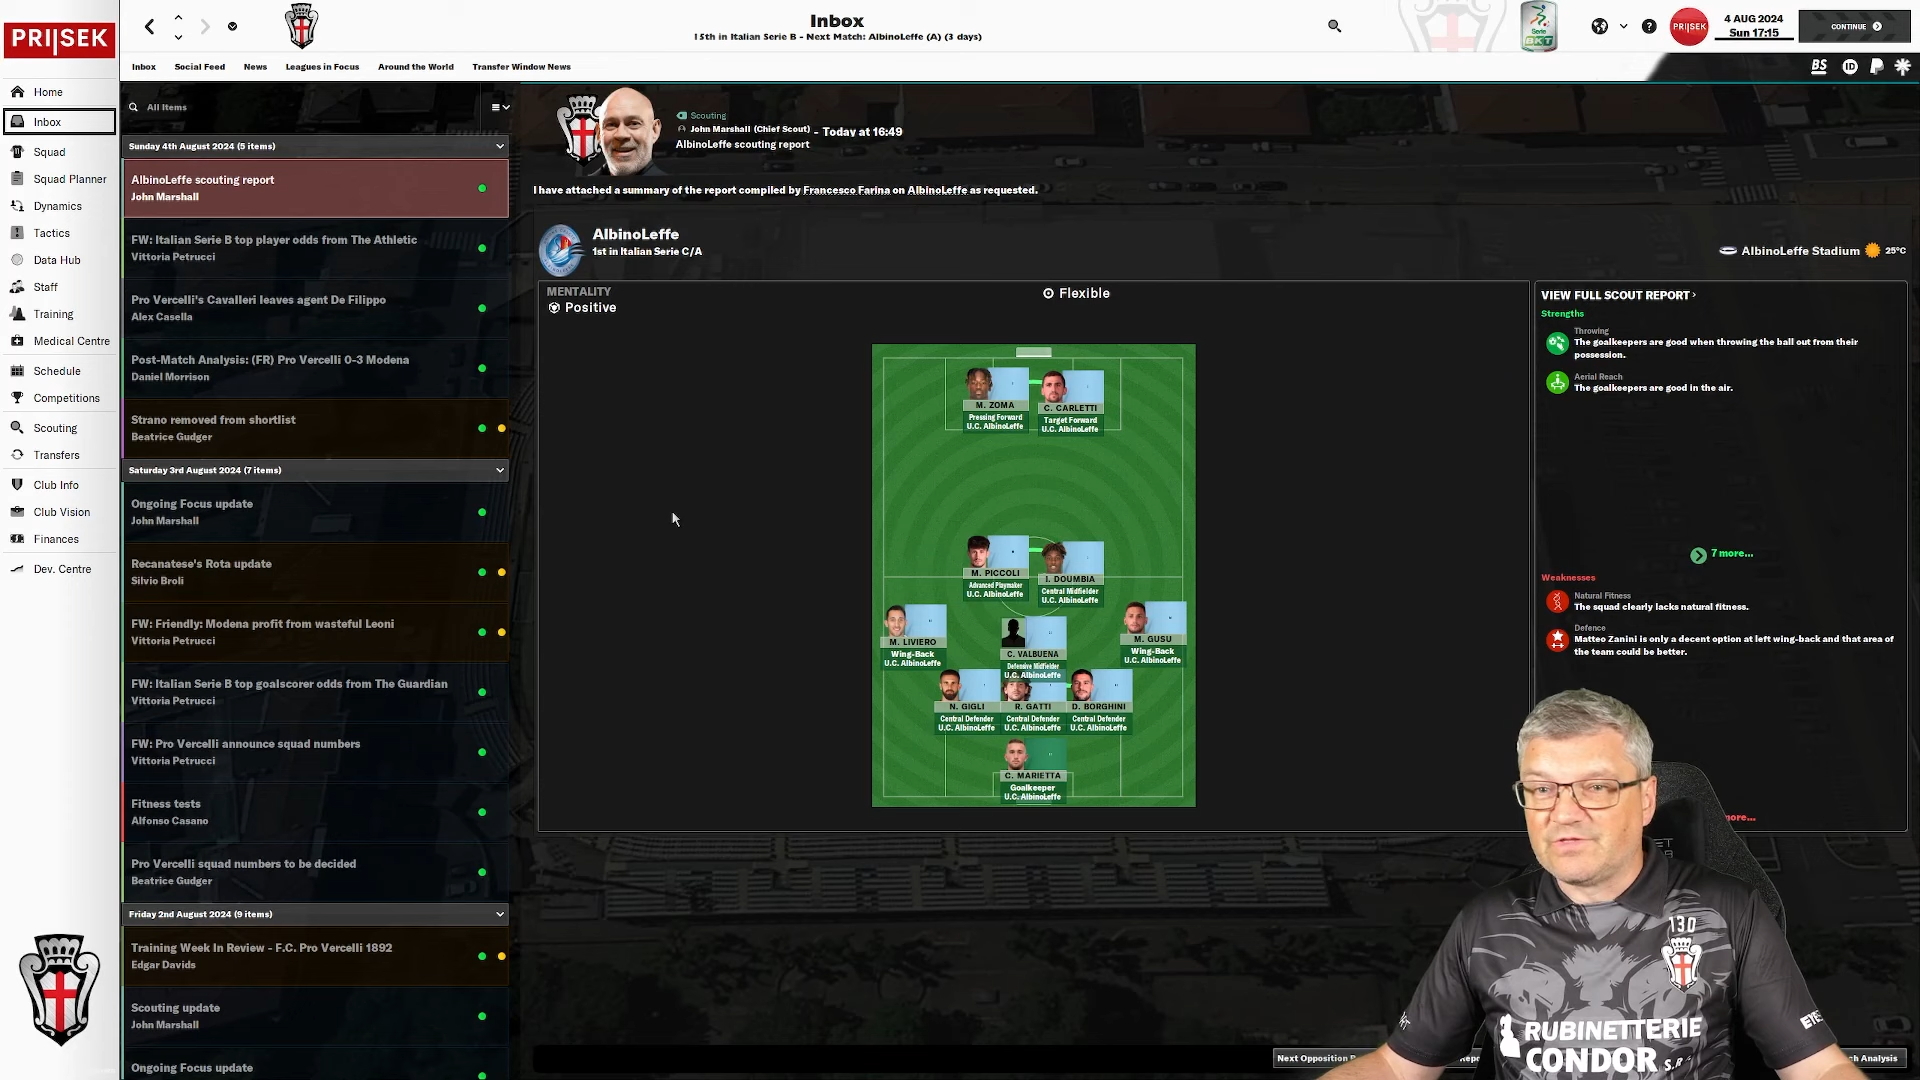 PRIJSEK
Home
Inbox
Squad
Squad Planner
Dynamics
Tactics
Data Hub
Staff
Training
Medical Centre
Schedule
Competitions
Scouting
Transfers
Club Info
Club Vision
Finances
Dev. Centre
Inbox
15th in Italian Serie B - Next Match: AlbinoLeffe (A) (3 days)
Serie
BKT
PRIJSEK
4 AUG 2024
Sun 17:15
CONTINUE
Inbox
Social Feed
News
Leagues in Focus
Around the World
Transfer Window News
BS
ID
All Items
Sunday 4th August 2024 (5 items)
AlbinoLeffe scouting report
John Marshall
FW: Italian Serie B top player odds from The Athletic
Vittoria Petrucci
Pro Vercelli's Cavalleri leaves agent De Filippo
Alex Casella
Post-Match Analysis: (FR) Pro Vercelli 0-3 Modena
Daniel Morrison
Strano removed from shortlist
Beatrice Gudger
Saturday 3rd August 2024 (7 items)
Ongoing Focus update
John Marshall
Recanatese's Rota update
Silvio Broli
FW: Friendly: Modena profit from wasteful Leoni
Vittoria Petrucci
FW: Italian Serie B top goalscorer odds from The Guardian
Vittoria Petrucci
FW: Pro Vercelli announce squad numbers
Vittoria Petrucci
Fitness tests
Alfonso Casano
Pro Vercelli squad numbers to be decided
Beatrice Gudger
Friday 2nd August 2024 (9 items)
Training Week In Review - F.C. Pro Vercelli 1892
Edgar Davids
Scouting update
John Marshall
Ongoing Focus update
Scouting
John Marshall (Chief Scout) - Today at 16:49
AlbinoLeffe scouting report
I have attached a summary of the report compiled by Francesco Farina on AlbinoLeffe as requested.
AlbinoLeffe
1st in Italian Serie C/A
AlbinoLeffe Stadium
25°C
MENTALITY
Positive
Flexible
M. ZOMA
Pressing Forward
U.C. AlbinoLeffe
C. CARLETTI
Target Forward
U.C. AlbinoLeffe
M. PICCOLI
Advanced Playmaker
U.C. AlbinoLeffe
I. DOUMBIA
Central Midfielder
U.C. AlbinoLeffe
M. LIVIERO
Wing-Back
U.C. AlbinoLeffe
C. VALBUENA
Defensive Midfielder
U.C. AlbinoLeffe
M. GUSU
Wing-Back
U.C. AlbinoLeffe
N. GIGLI
Central Defender
U.C. AlbinoLeffe
R. GATTI
Central Defender
U.C. AlbinoLeffe
D. BORGHINI
Central Defender
U.C. AlbinoLeffe
C. MARIETTA
Goalkeeper
U.C. AlbinoLeffe
VIEW FULL SCOUT REPORT ›
Strengths
Throwing
The goalkeepers are good when throwing the ball out from their
possession.
Aerial Reach
The goalkeepers are good in the air.
7 more...
Weaknesses
Natural Fitness
The squad clearly lacks natural fitness.
Defence
Matteo Zanini is only a decent option at left wing-back and that area of
the team could be better.
more...
130
RUBINETTERIE
CONDOR S.R.
Next Opposition
Analysis